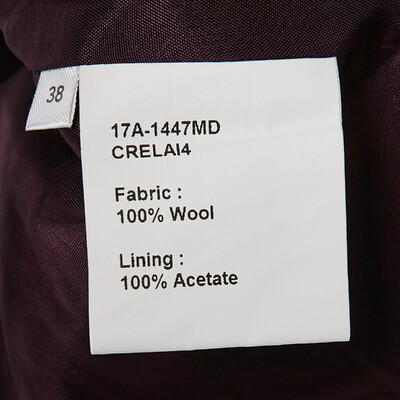 38
17A-1447MD
CRELAI4
Fabric :
100% Wool
Lining :
100% Acetate